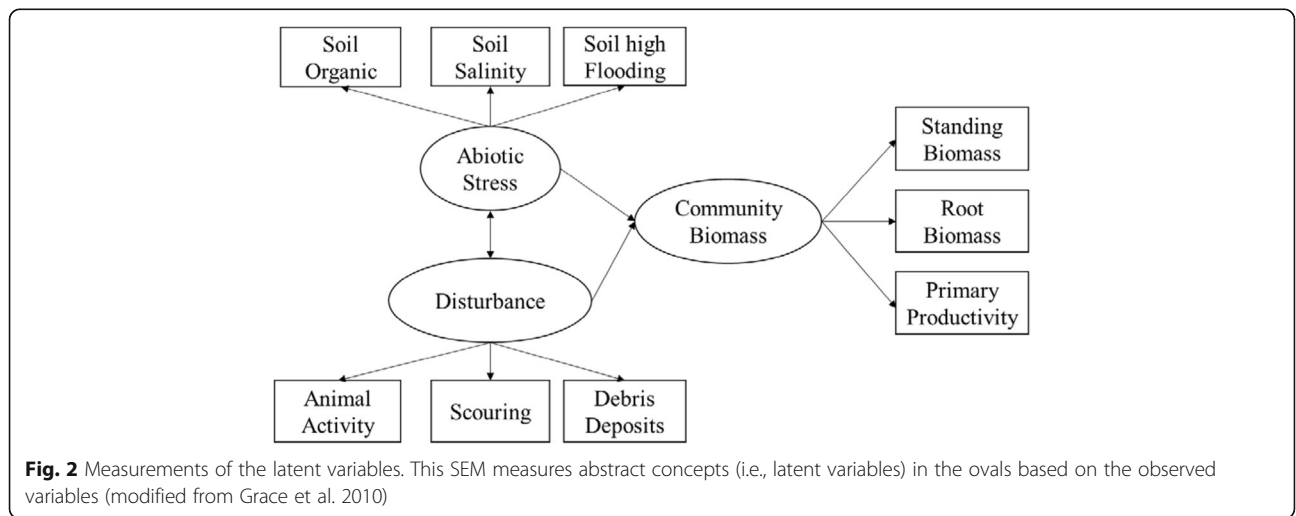 Soil
Organic
Soil
Salinity
Soil high
Flooding
Abiotic
Stress
Community
Biomass
Standing
Biomass
Root
Biomass
Primary
Productivity
Disturbance
Animal
Activity
Scouring
Debris
Deposits
Fig. 2 Measurements of the latent variables. This SEM measures abstract concepts (i.e., latent variables) in the ovals based on the observed
variables (modified from Grace et al. 2010)